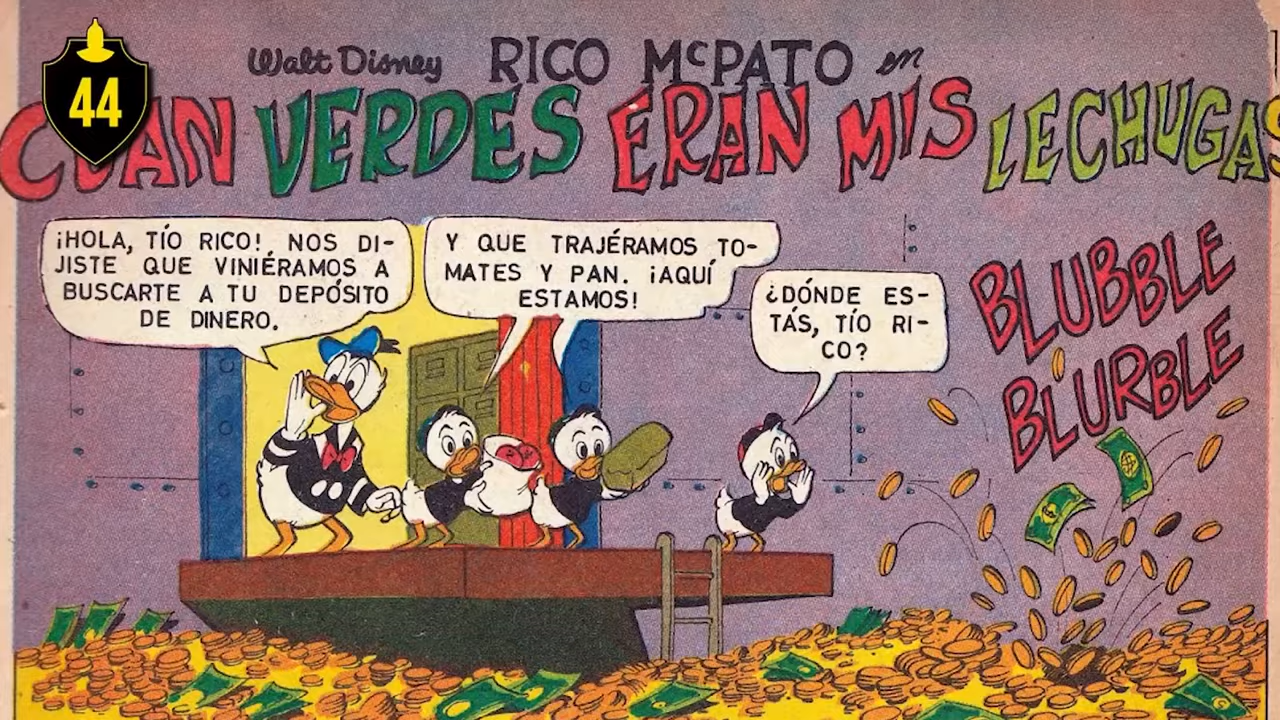 44
Walt Disney RICO McPATO en
CUAN VERDES ERAN MIS LECHUGAS
¡HOLA, TÍO RICO! NOS DI-
JISTE QUE VINIÉRAMOS A
BUSCARTE A TU DEPÓSITO
DE DINERO.
Y QUE TRAJÉRAMOS TO-
MATES Y PAN. ¡AQUÍ
ESTAMOS!
¿DÓNDE ES-
TÁS, TÍO RI-
CO?
BLUBBLE
BLURBLE